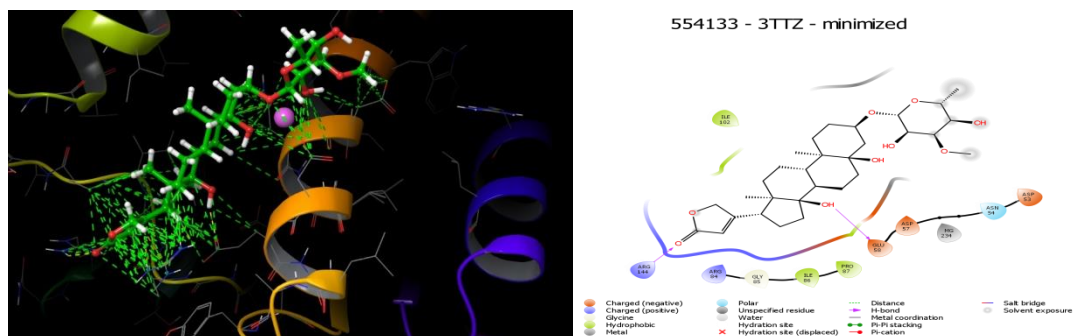 554133 - 3TTZ - minimized
ILE
102
O
O
OH
HO
O
OH
O
OH
O
ASP
53
ASN
54
ASP
57
MG
234
GLU
58
ARG
144
ARG
84
GLY
85
ILE
86
PRO
87
Charged (negative)
Charged (positive)
Glycine
Hydrophobic
Metal
Polar
Unspecified residue
Water
Hydration site
Hydration site (displaced)
Distance
H-bond
Metal coordination
Pi-Pi stacking
Pi-cation
Salt bridge
Solvent exposure